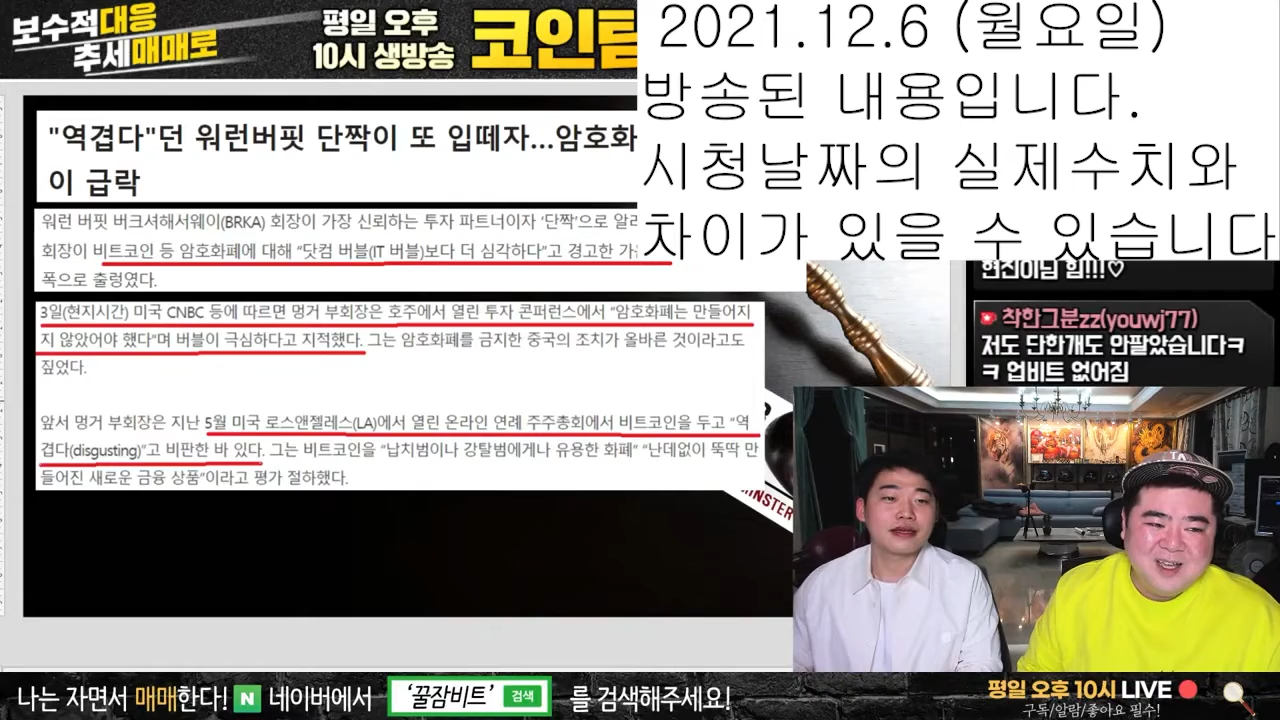 보수적대응
추세매매로
평일 오후
10시 생방송
코인팀
2021.12.6 (월요일)
방송된 내용입니다.
시청날짜의 실제수치와
차이가 있을 수 있습니다
"역겹다"던 워런버핏 단짝이 또 입떼자...암호화
이 급락
워런 버핏 버크셔해서웨이(BRKA) 회장이 가장 신뢰하는 투자 파트너이자 '단짝'으로
회장이 비트코인 등 암호화폐에 대해 "닷컴 버블(IT 버블)보다 더 심각하다"고 경고한
폭으로 출렁였다.
3일(현지시간) 미국 CNBC 등에 따르면 멍거 부회장은 호주에서 열린 투자 콘퍼런스에서 "암호화폐는 만들어지
지 않았어야 했다"며 버블이 극심하다고 지적했다. 그는 암호화폐를 금지한 중국의 조치가 올바른 것이라고도
짚었다.
앞서 멍거 부회장은 지난 5월 미국 로스앤젤레스(LA)에서 열린 온라인 연례 주주총회에서 비트코인을 두고 "역
겹다(disgusting)"고 비판한 바 있다. 그는 비트코인을 "납치범이나 강탈범에게나 유용한 화폐" "난데없이 뚝딱 만
들어진 새로운 금융 상품"이라고 평가 절하했다.
MINSTER
현진이님 힘!!!♡
착한그분zz(youwj77)
저도 단한개도 안팔았습니다ㅋ
ㅋ 업비트 없어짐
나는 자면서 매매한다! N 네이버에서 '꿀잠비트' 검색 를 검색해주세요!
평일 오후 10시 LIVE
구독/알람/좋아요 필수!